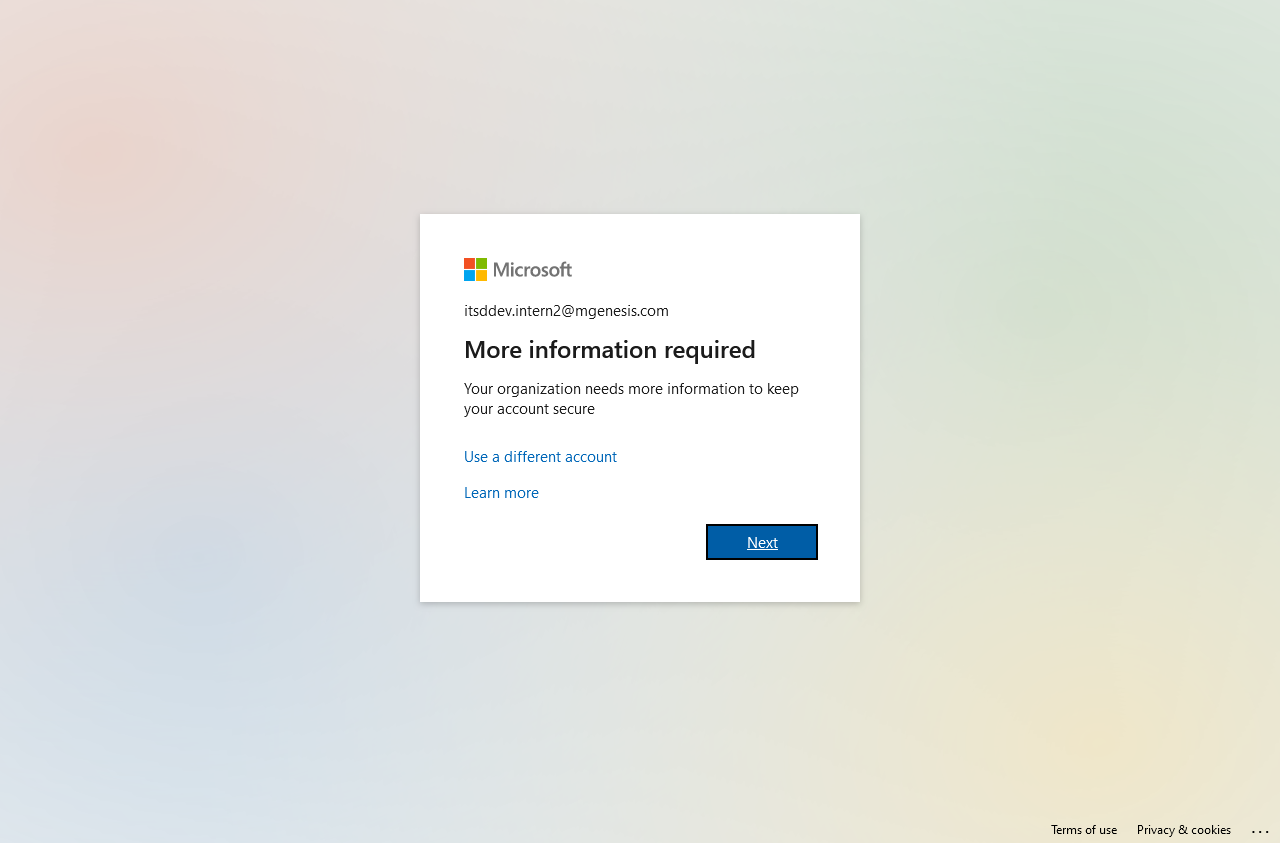 Microsoft
itsddev.intern2@mgenesis.com
More information required
Your organization needs more information to keep
your account secure
Use a different account
Learn more
Next
Terms of use Privacy & cookies ...